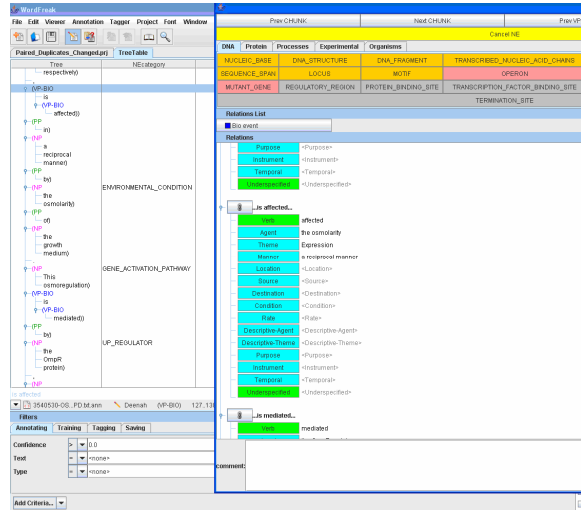 WordFreak
File Edit Viewer Annotation Tagger Project Font Window
Paired_Duplicates_Changed.prj TreeTable
Tree NEcategory
respectively)
(VP-BIO
is
(VP-BIO
affected))
(PP
in)
(NP
a
reciprocal
manner)
(PP
by)
(NP ENVIRONMENTAL_CONDITION
the
osmolarity)
(PP
of)
(NP
the
growth
medium)
(NP GENE_ACTIVATION_PATHWAY
This
osmoregulation)
(VP-BIO
is
(VP-BIO
mediated))
(PP
by)
(NP UP_REGULATOR
the
OmpR
protein)
(NP
is affected
3540530-OS...PD.txt.ann Deenah (VP-BIO)
Filters
Annotating Training Tagging Saving
Confidence > 0.0
Text = <none>
Type = <none>
Add Criteria...
Prev CHUNK Next CHUNK Prev VP
Cancel NE
DNA Protein Processes Experimental Organisms
NUCLEIC_BASE DNA_STRUCTURE DNA_FRAGMENT TRANSCRIBED_NUCLEIC_ACID_CHAINS
SEQUENCE_SPAN LOCUS MOTIF OPERON
MUTANT_GENE REGULATORY_REGION PROTEIN_BINDING_SITE TRANSCRIPTION_FACTOR_BINDING_SITE
TERMINATION_SITE
Relations List
Bio event
Relations
Purpose <Purpose>
Instrument <Instrument>
Temporal <Temporal>
Underspecified <Underspecified>
...is affected...
Verb affected
Agent the osmolarity
Theme Expression
Manner a reciprocal manner
Location <Location>
Source <Source>
Destination <Destination>
Condition <Condition>
Rate <Rate>
Descriptive-Agent <Descriptive-Agent>
Descriptive-Theme <Descriptive-Theme>
Purpose <Purpose>
Instrument <Instrument>
Temporal <Temporal>
Underspecified <Underspecified>
...is mediated...
Verb mediated
comment: